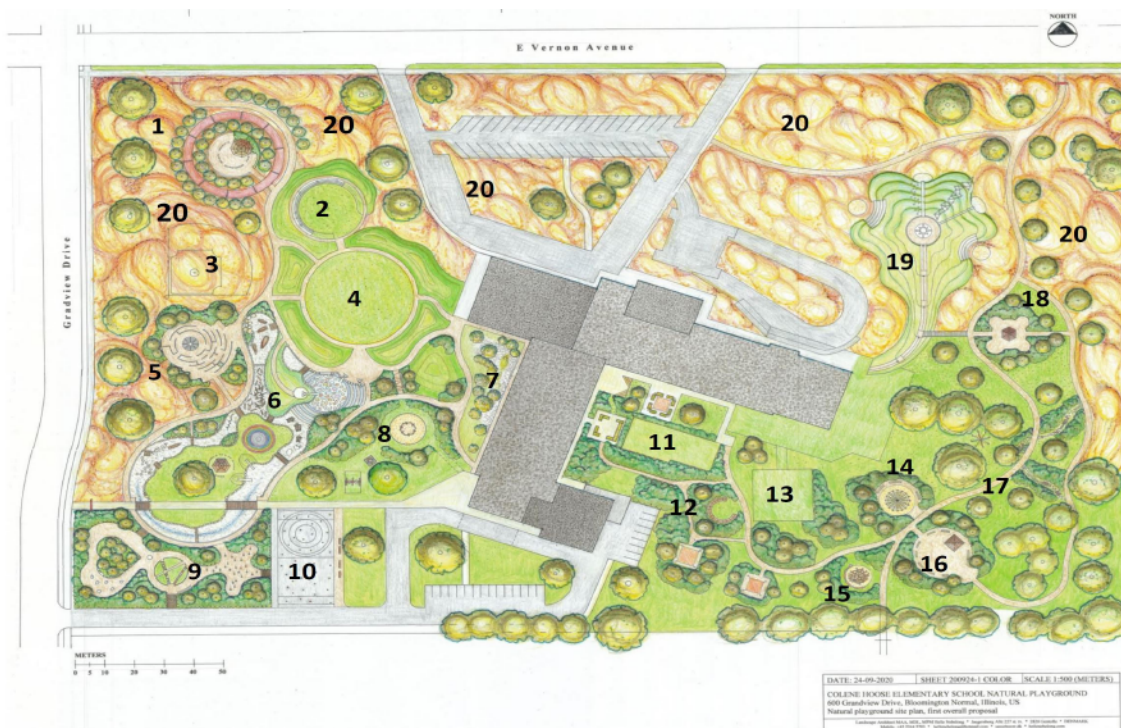 NORTH
E Vernon Avenue
1
20
20
20
2
20
20
3
Gradview Drive
4
19
18
5
7
6
8
11
14
13
17
12
16
9
10
15
METERS
0 5 10 20 30 40 50
DATE: 24-09-2020 SHEET 200924-1 COLOR SCALE 1:500 (METERS)
COLENE HOOSE ELEMENTARY SCHOOL NATURAL PLAYGROUND
600 Grandview Drive, Bloomington Normal, Illinois, US
Natural playground site plan, first overall proposal